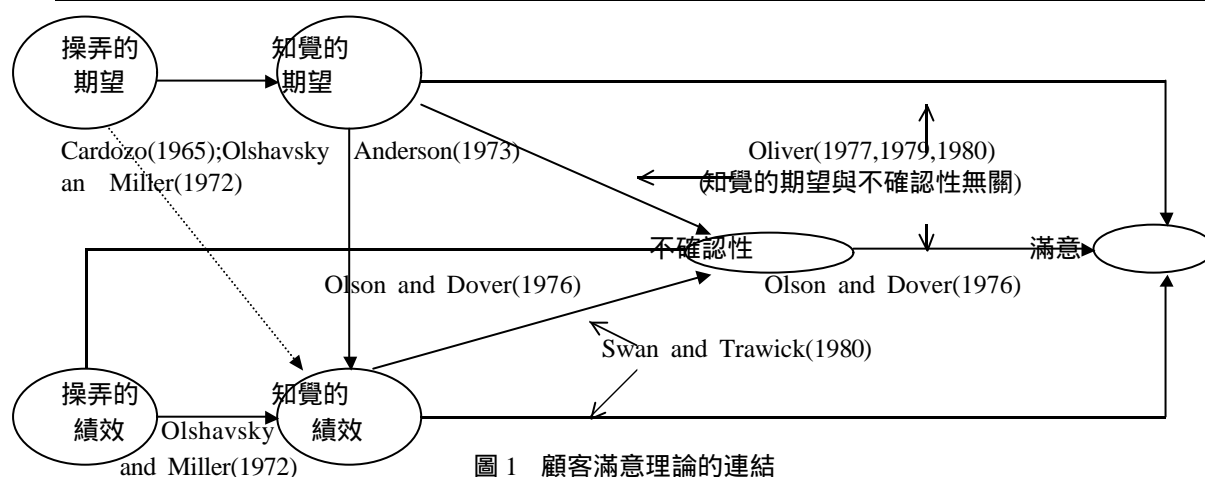 操弄的
期望
知覺的
期望
Cardozo(1965);Olshavsky
an Miller(1972)
Anderson(1973)
Oliver(1977,1979,1980)
(知覺的期望與不確認性無關)
不確認性
滿意
Olson and Dover(1976)
Olson and Dover(1976)
Swan and Trawick(1980)
操弄的
績效
知覺的
績效
Olshavsky
and Miller(1972)
圖 1 顧客滿意理論的連結